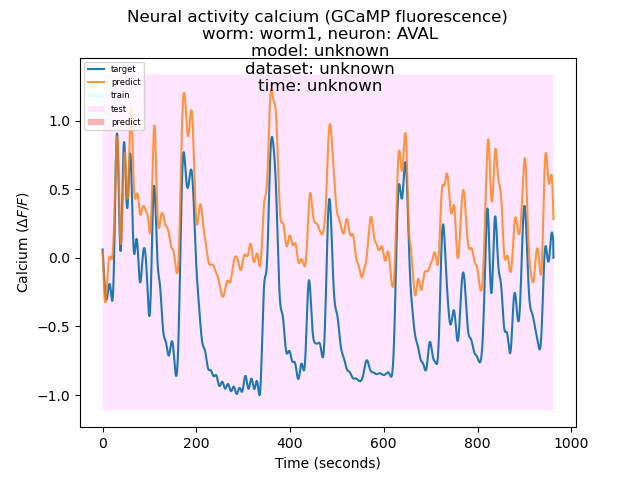 Neural activity calcium (GCaMP fluorescence)
worm: worm1, neuron: AVAL
model: unknown
dataset: unknown
time: unknown
target
predict
train
test
predict
1.0
0.5
0.0
−0.5
−1.0
Calcium (ΔF/F)
0 200 400 600 800 1000
Time (seconds)